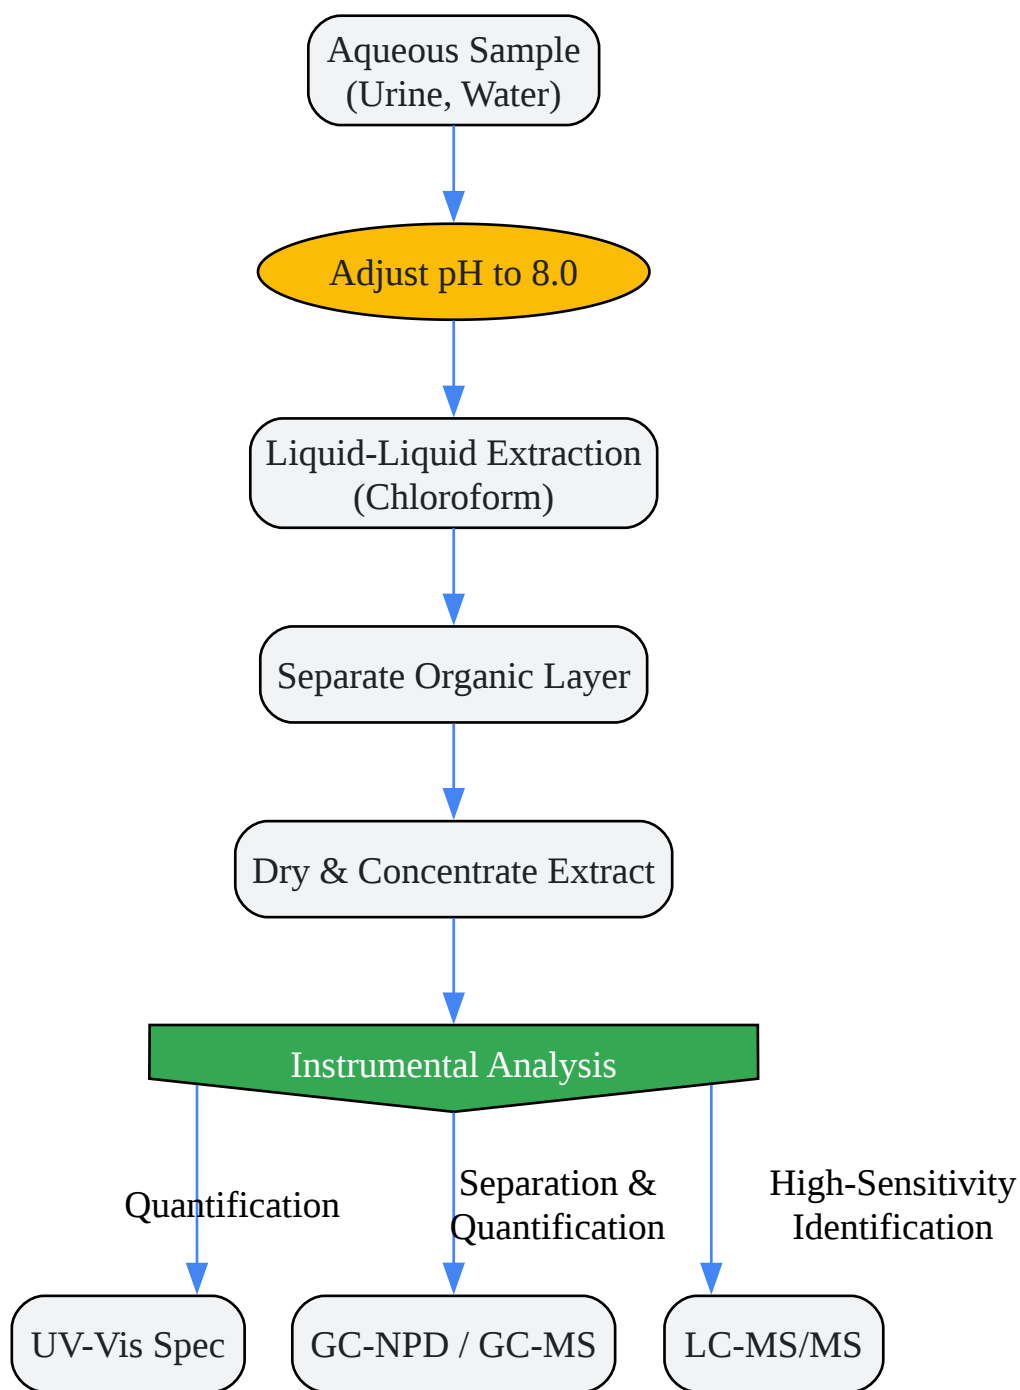 Aqueous Sample
(Urine, Water)
Adjust pH to 8.0
Liquid-Liquid Extraction
(Chloroform)
Separate Organic Layer
Dry & Concentrate Extract
Instrumental Analysis
Quantification
Separation &
Quantification
High-Sensitivity
Identification
UV-Vis Spec
GC-NPD / GC-MS
LC-MS/MS